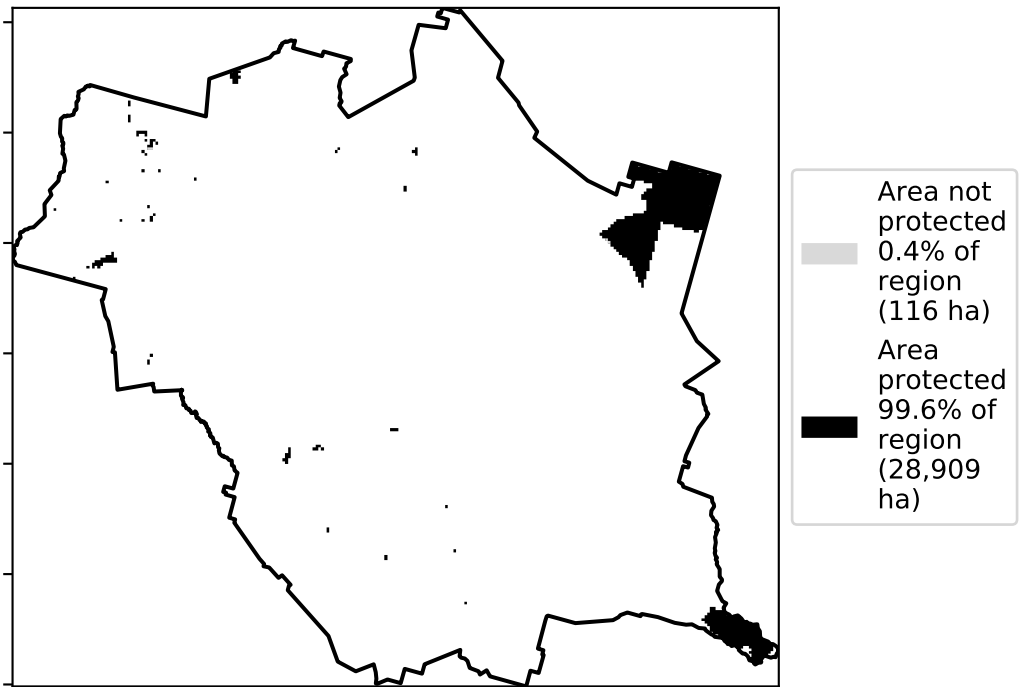 Area not
protected
0.4% of
region
(116 ha)
Area
protected
99.6% of
region
(28,909
ha)